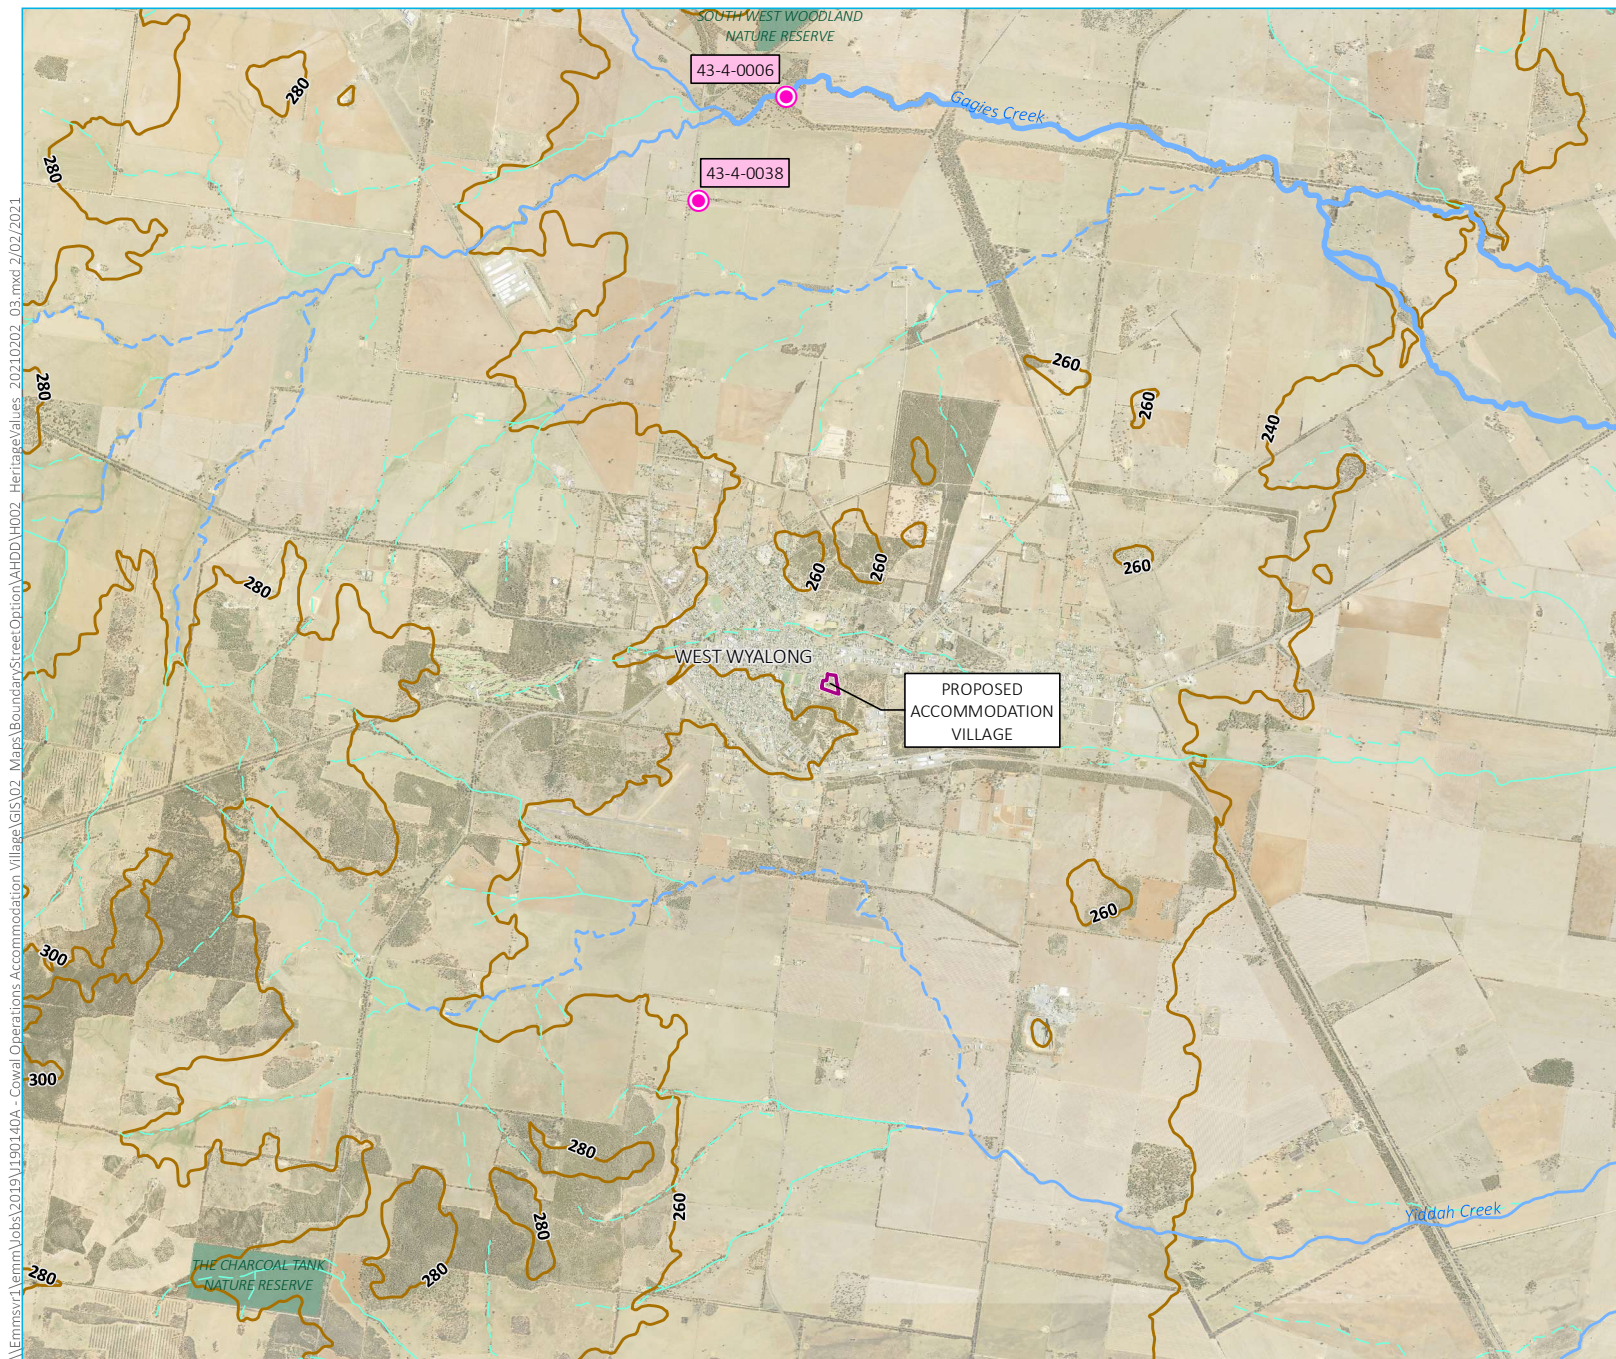 SOUTH WEST WOODLAND
NATURE RESERVE
43-4-0006
280
Gagies Creek
280
43-4-0038
260
280
260
240
260
260
260
280
WEST WYALONG
PROPOSED
ACCOMMODATION
VILLAGE
260
300
300
280
260
280
Yiddah Creek
THE CHARCOAL TANK
NATURE RESERVE
280
280
\\Emmsvr1\emm\Jobs\2019\J190140A - Cowal Operations Accommodation Village\GIS\02_Maps\BoundaryStreetOption\AHDD\H002_HeritageValues_20210202_03.mxd 2/02/2021